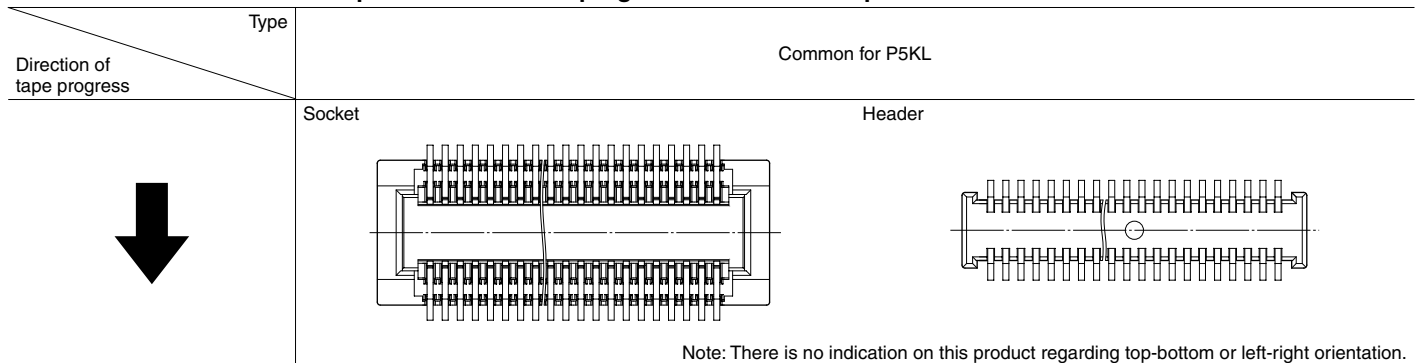 Type
Direction of
tape progress
Common for P5KL
Socket
Header
Note: There is no indication on this product regarding top-bottom or left-right orientation.